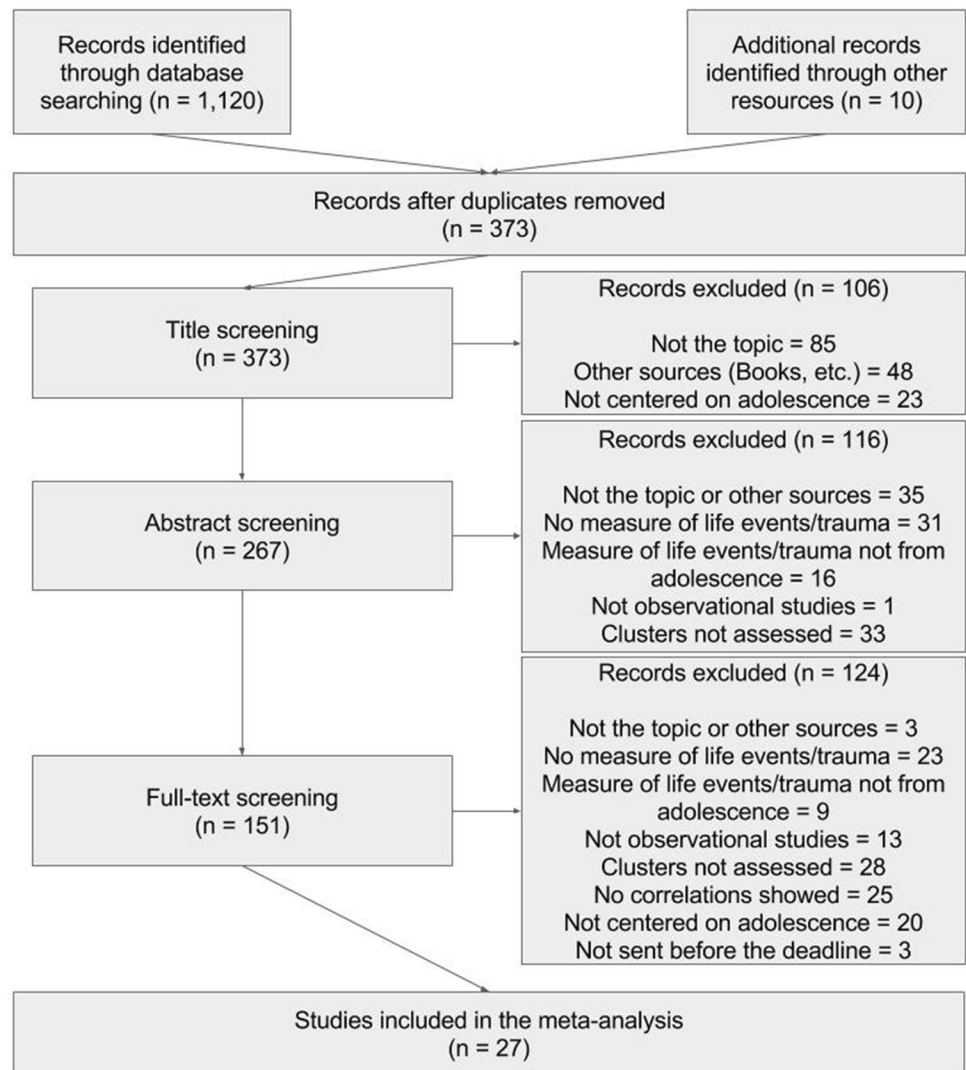 Records identified
through database
searching (n = 1,120)
Additional records
identified through other
resources (n = 10)
Records after duplicates removed
(n = 373)
Title screening
(n = 373)
Records excluded (n = 106)
Not the topic = 85
Other sources (Books, etc.) = 48
Not centered on adolescence = 23
Abstract screening
(n = 267)
Records excluded (n = 116)
Not the topic or other sources = 35
No measure of life events/trauma = 31
Measure of life events/trauma not from
adolescence = 16
Not observational studies = 1
Clusters not assessed = 33
Full-text screening
(n = 151)
Records excluded (n = 124)
Not the topic or other sources = 3
No measure of life events/trauma = 23
Measure of life events/trauma not from
adolescence = 9
Not observational studies = 13
Clusters not assessed = 28
No correlations showed = 25
Not centered on adolescence = 20
Not sent before the deadline = 3
Studies included in the meta-analysis
(n = 27)